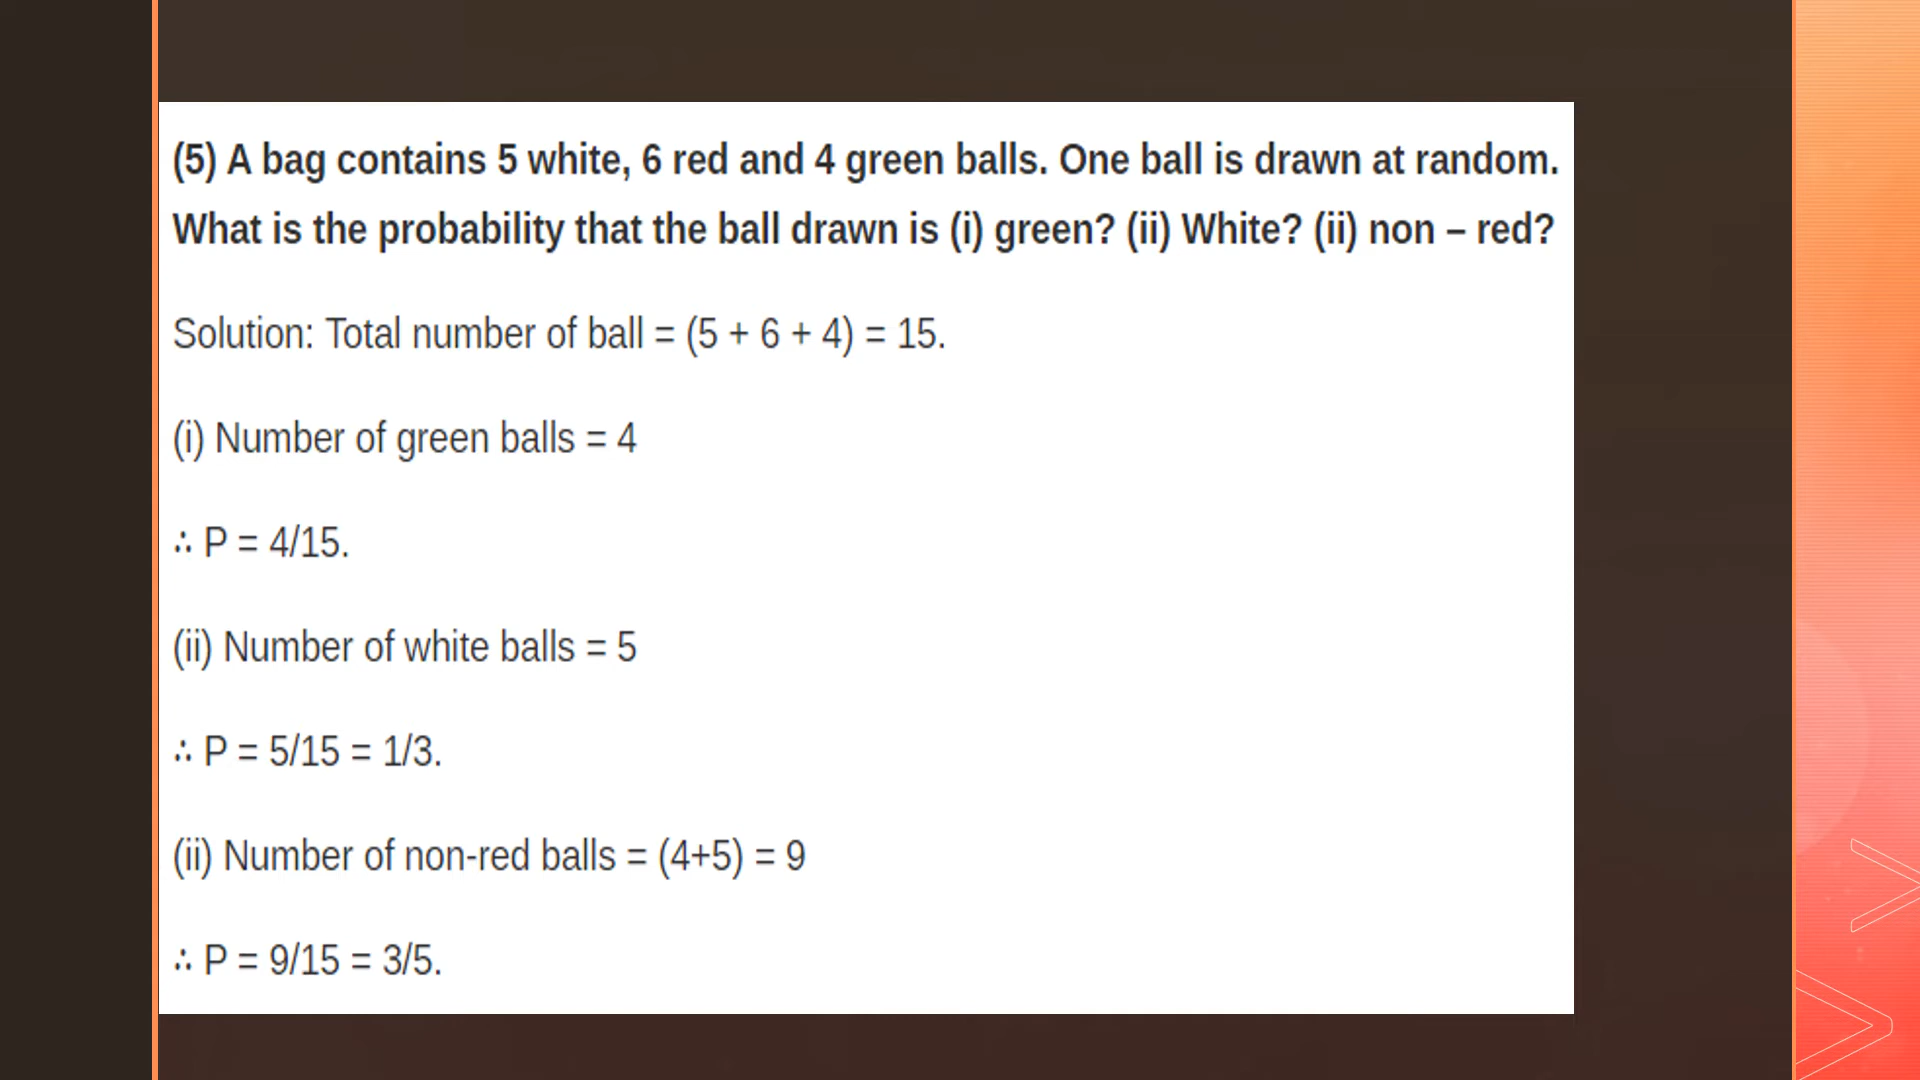 (5) A bag contains 5 white, 6 red and 4 green balls. One ball is drawn at random.
What is the probability that the ball drawn is (i) green? (ii) White? (ii) non – red?
Solution: Total number of ball = (5 + 6 + 4) = 15.
(i) Number of green balls = 4
∴ P = 4/15.
(ii) Number of white balls = 5
∴ P = 5/15 = 1/3.
(ii) Number of non-red balls = (4+5) = 9
∴ P = 9/15 = 3/5.